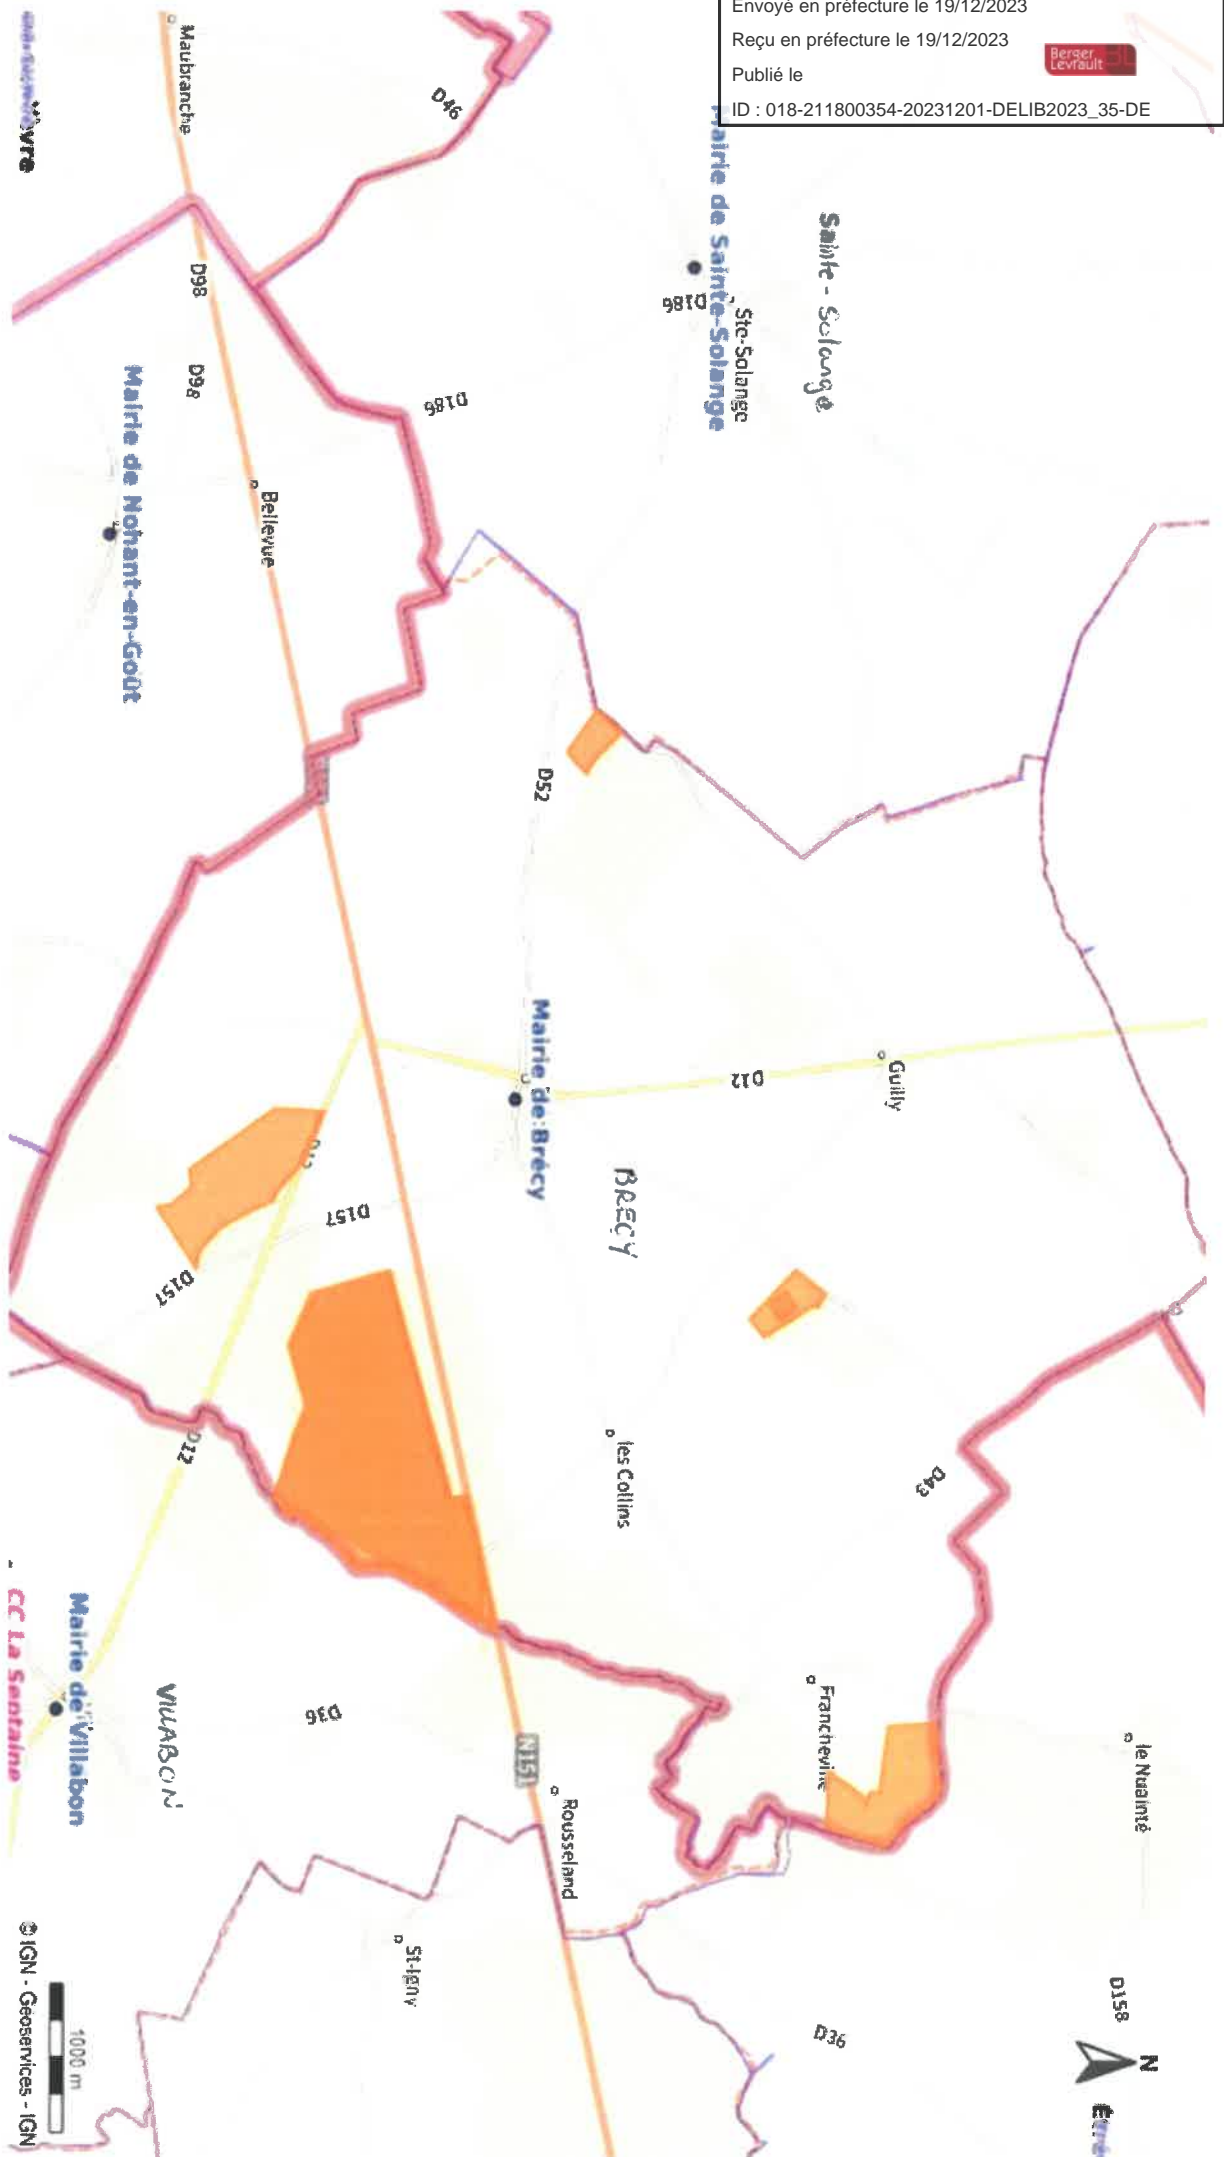 Envoyé en préfecture le 19/12/2023
Reçu en préfecture le 19/12/2023
Publié le
Berger
Levrault
ID : 018-211800354-20231201-DELIB2023_35-DE
Maubranche
D46
Mairie de Sainte-Solange
Sainte-Solange
D186
Ste-Solange
D98
D98
D186
Mairie de Nohant-en-Goût
Bellevue
D52
Mairie de Brécy
D12
Guilly
BRECY
D157
D157
les Collins
D43
D12
Franchevine
le Nuainté
Mairie de Villabon
CC La Septaine
VILLABON
D36
N151
Rousseland
St-Igny
D36
D158
N
1000 m
© IGN - Géoservices - IGN